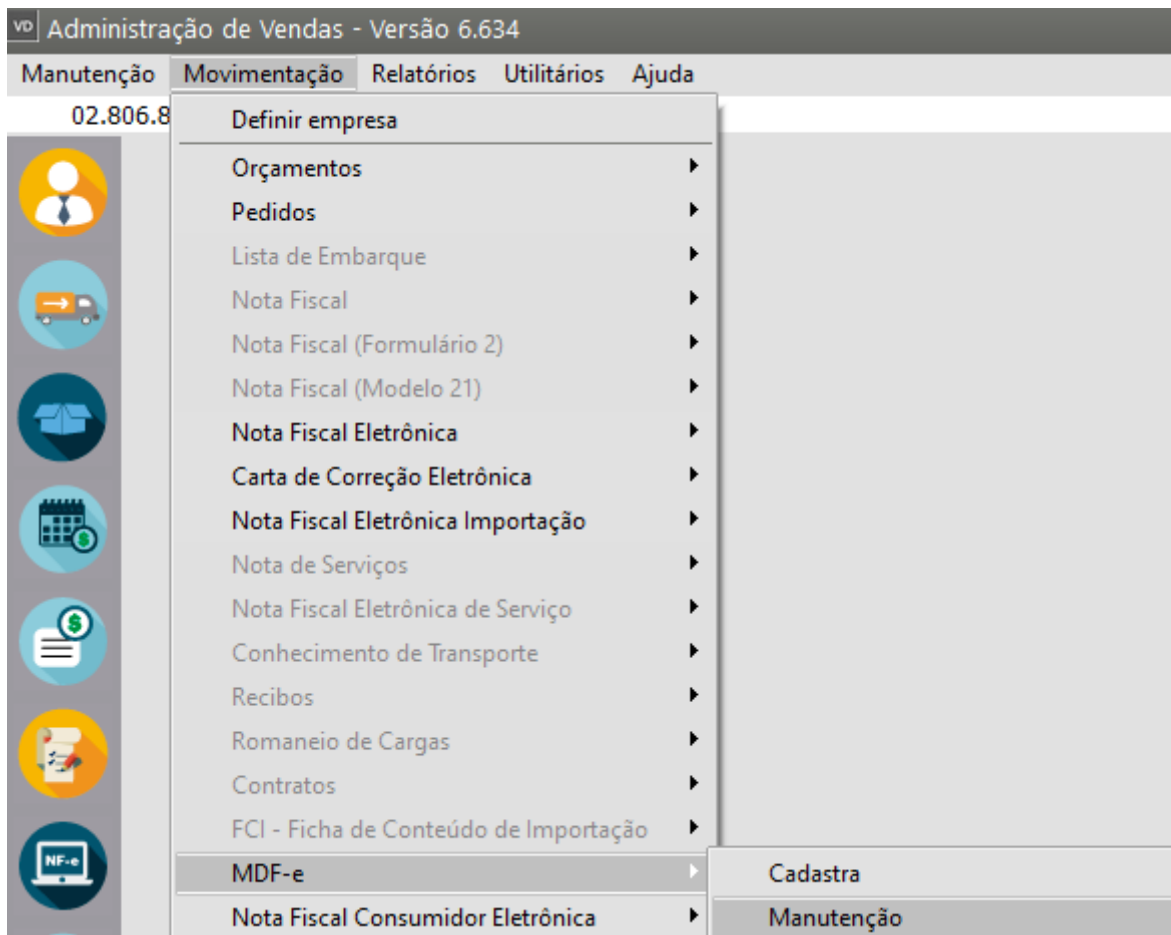 VD Administração de Vendas - Versão 6.634
Manutenção Movimentação Relatórios Utilitários Ajuda
02.806.8
Definir empresa
Orçamentos
Pedidos
Lista de Embarque
Nota Fiscal
Nota Fiscal (Formulário 2)
Nota Fiscal (Modelo 21)
Nota Fiscal Eletrônica
Carta de Correção Eletrônica
Nota Fiscal Eletrônica Importação
Nota de Serviços
Nota Fiscal Eletrônica de Serviço
Conhecimento de Transporte
Recibos
Romaneio de Cargas
Contratos
FCI - Ficha de Conteúdo de Importação
NF-e
MDF-e Cadastra
Nota Fiscal Consumidor Eletrônica Manutenção